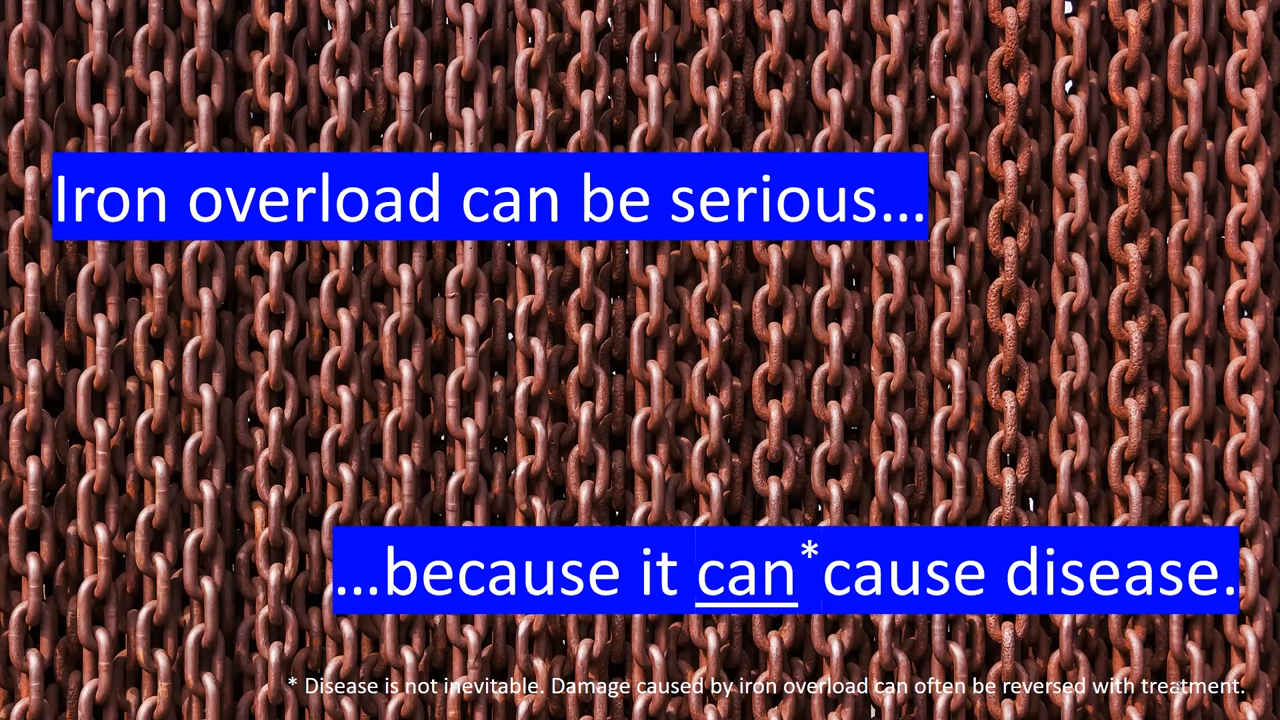 Iron overload can be serious…
…because it can* cause disease.
* Disease is not inevitable. Damage caused by iron overload can often be reversed with treatment.